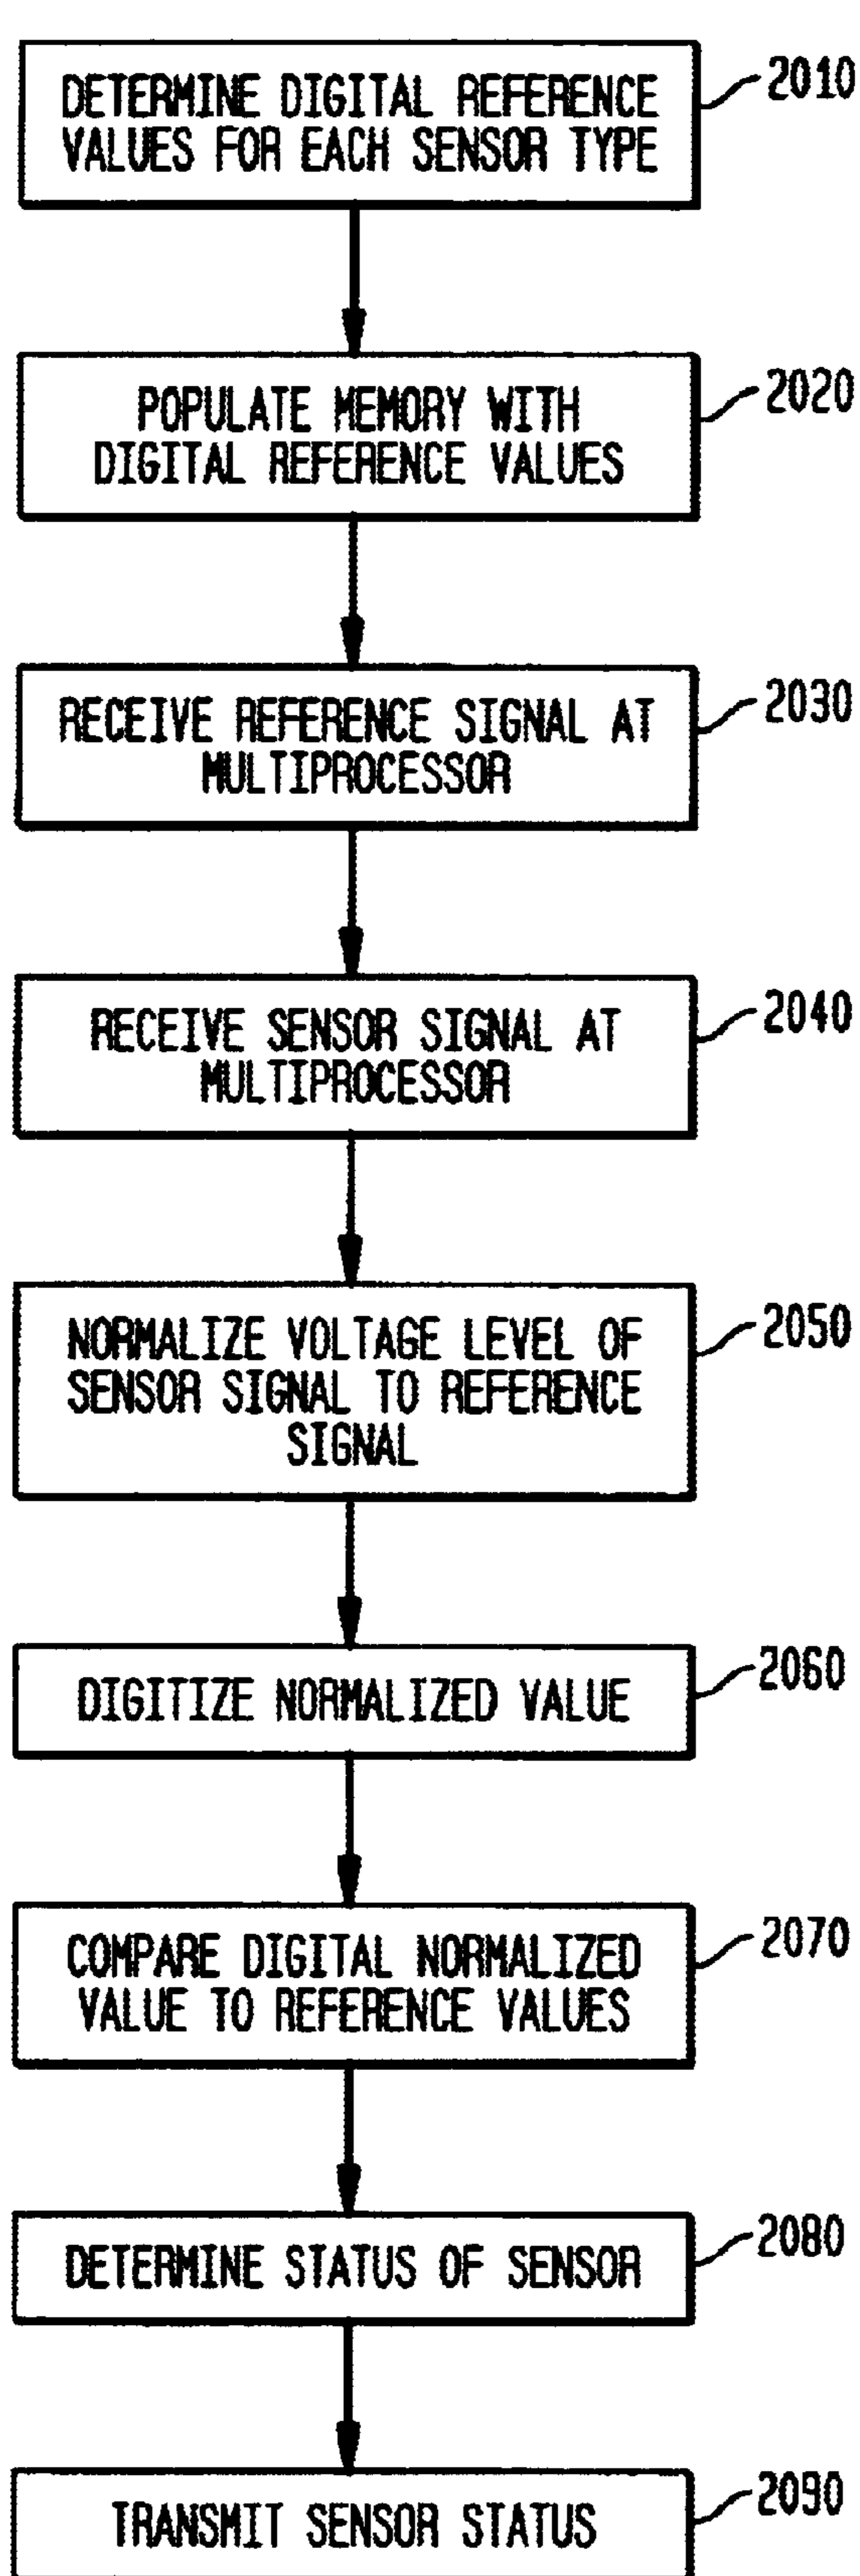 DETERMINE DIGITAL REFERENCE
VALUES FOR EACH SENSOR TYPE
2010
POPULATE MEMORY WITH
DIGITAL REFERENCE VALUES
2020
RECEIVE REFERENCE SIGNAL AT
MULTIPROCESSOR
2030
RECEIVE SENSOR SIGNAL AT
MULTIPROCESSOR
2040
NORMALIZE VOLTAGE LEVEL OF
SENSOR SIGNAL TO REFERENCE
SIGNAL
2050
DIGITIZE NORMALIZED VALUE
2060
COMPARE DIGITAL NORMALIZED
VALUE TO REFERENCE VALUES
2070
DETERMINE STATUS OF SENSOR
2080
TRANSMIT SENSOR STATUS
2090